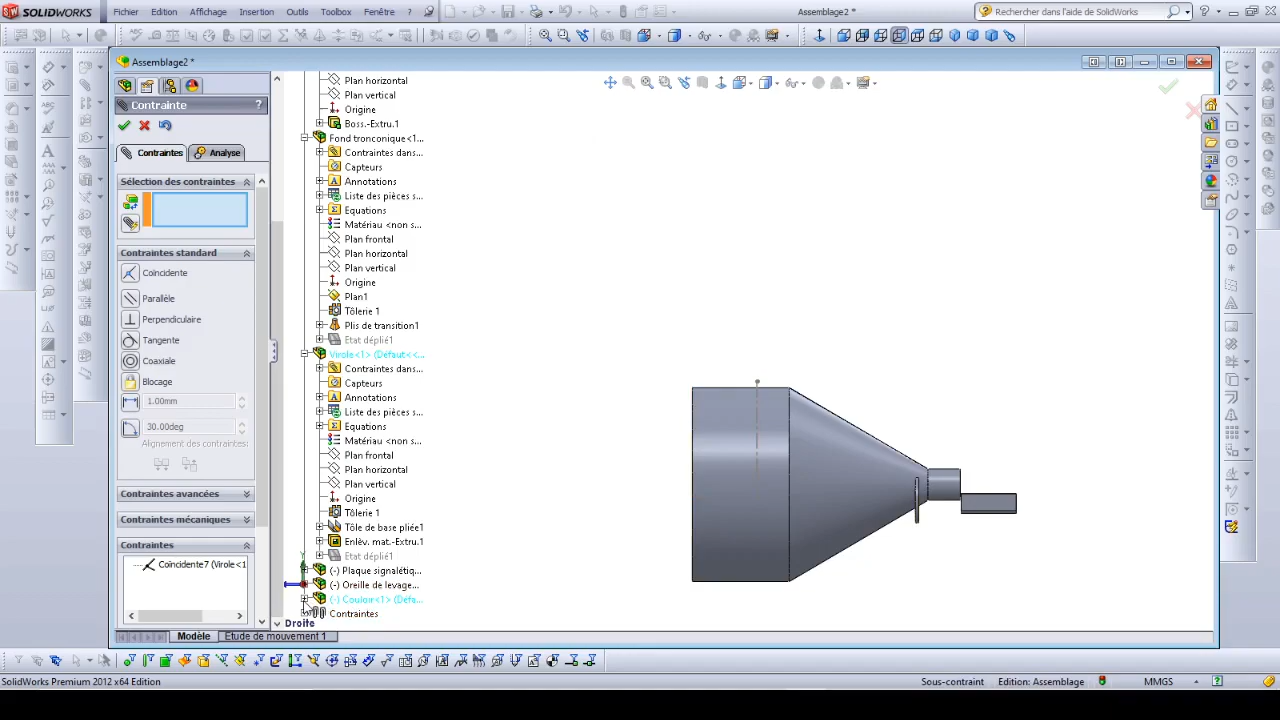 SOLIDWORKS
Fichier Edition Affichage Insertion Outils Toolbox Fenêtre ? Assemblage2 * Rechercher dans l'aide de SolidWorks
Assemblage2 *
Contrainte ?
Contraintes Analyse
Sélection des contraintes
Contraintes standard
Coïncidente
Parallèle
Perpendiculaire
Tangente
Coaxiale
Blocage
1.00mm
30.00deg
Alignement des contraintes:
Contraintes avancées
Contraintes mécaniques
Contraintes
Coïncidente7 (Virole<1
Plan horizontal
Plan vertical
Origine
Boss.-Extru.1
Fond tronconique<1...
Contraintes dans...
Capteurs
Annotations
Liste des pièces s...
Equations
Matériau <non s...
Plan frontal
Plan horizontal
Plan vertical
Origine
Plan1
Tôlerie 1
Plis de transition1
Etat déplié1
Virole<1> (Défaut<<...
Contraintes dans...
Capteurs
Annotations
Liste des pièces s...
Equations
Matériau <non s...
Plan frontal
Plan horizontal
Plan vertical
Origine
Tôlerie 1
Tôle de base pliée1
Enlèv. mat.-Extru.1
Etat déplié1
(-) Plaque signalétiq...
(-) Oreille de levage...
(-) Couloir<1> (Défa...
Contraintes
Y
Droite
Modèle Etude de mouvement 1
SolidWorks Premium 2012 x64 Edition Sous-contraint Edition: Assemblage MMGS